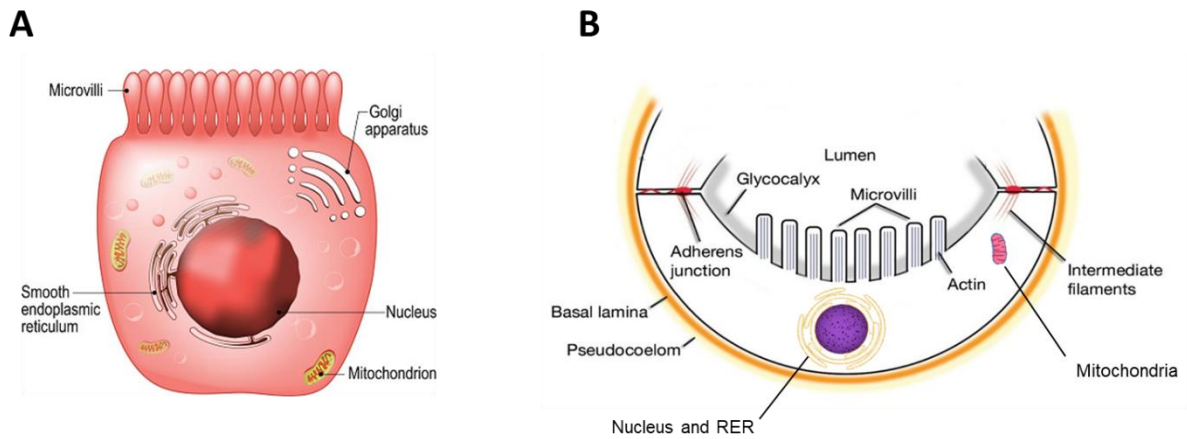 A
Microvilli
Golgi
apparatus
Smooth
endoplasmic
reticulum
Nucleus
Mitochondrion
B
Lumen
Glycocalyx
Microvilli
Adherens
junction
Actin
Intermediate
filaments
Basal lamina
Pseudocoelom
Mitochondria
Nucleus and RER